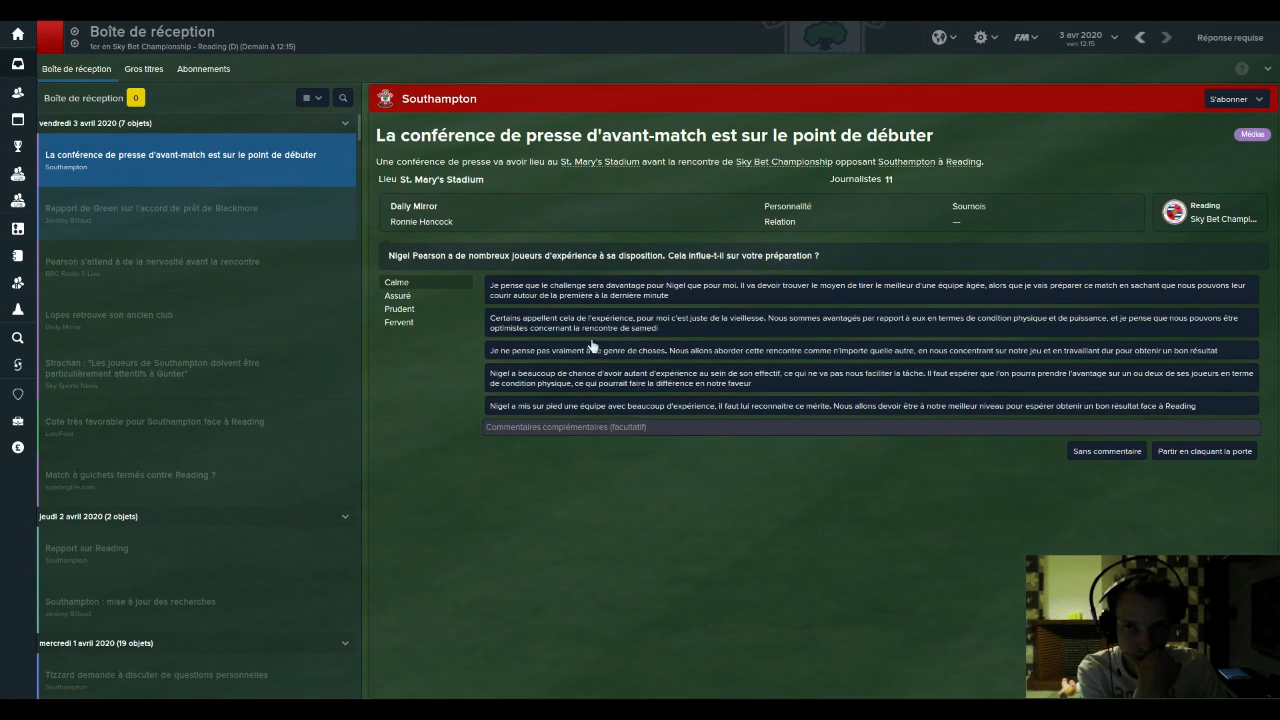 Boîte de réception
1er en Sky Bet Championship - Reading (D) (Demain à 12:15)
FM
3 avr 2020
ven 12:15
Réponse requise
Boîte de réception
Gros titres
Abonnements
?
Boîte de réception 0
vendredi 3 avril 2020 (7 objets)
La conférence de presse d'avant-match est sur le point de débuter
Southampton
Rapport de Green sur l'accord de prêt de Blackmore
Jérémy Billaud
Pearson s'attend à de la nervosité avant la rencontre
BBC Radio 5 Live
Lopes retrouve son ancien club
Daily Mirror
Strachan : "Les joueurs de Southampton doivent être
particulièrement attentifs à Gunter"
Sky Sports News
Cote très favorable pour Southampton face à Reading
LotoFoot
Match à guichets fermés contre Reading ?
sportinglife.com
jeudi 2 avril 2020 (2 objets)
Rapport sur Reading
Southampton
Southampton : mise à jour des recherches
Jérémy Billaud
mercredi 1 avril 2020 (19 objets)
Tizzard demande à discuter de questions personnelles
Southampton
Southampton
S'abonner
La conférence de presse d'avant-match est sur le point de débuter
Médias
Une conférence de presse va avoir lieu au St. Mary's Stadium avant la rencontre de Sky Bet Championship opposant Southampton à Reading.
Lieu St. Mary's Stadium
Journalistes 11
Daily Mirror
Ronnie Hancock
Personnalité
Sournois
Relation
---
Reading
Sky Bet Champi...
Nigel Pearson a de nombreux joueurs d'expérience à sa disposition. Cela influe-t-il sur votre préparation ?
Calme
Assuré
Prudent
Fervent
Je pense que le challenge sera davantage pour Nigel que pour moi. Il va devoir trouver le moyen de tirer le meilleur d'une équipe âgée, alors que je vais préparer ce match en sachant que nous pouvons leur
courir autour de la première à la dernière minute
Certains appellent cela de l'expérience, pour moi c'est juste de la vieillesse. Nous sommes avantagés par rapport à eux en termes de condition physique et de puissance, et je pense que nous pouvons être
optimistes concernant la rencontre de samedi
Je ne pense pas vraiment à genre de choses. Nous allons aborder cette rencontre comme n'importe quelle autre, en nous concentrant sur notre jeu et en travaillant dur pour obtenir un bon résultat
Nigel a beaucoup de chance d'avoir autant d'expérience au sein de son effectif, ce qui ne va pas nous faciliter la tâche. Il faut espérer que l'on pourra prendre l'avantage sur un ou deux de ses joueurs en terme
de condition physique, ce qui pourrait faire la différence en notre faveur
Nigel a mis sur pied une équipe avec beaucoup d'expérience, il faut lui reconnaitre ce mérite. Nous allons devoir être à notre meilleur niveau pour espérer obtenir un bon résultat face à Reading
Commentaires complémentaires (facultatif)
Sans commentaire
Partir en claquant la porte